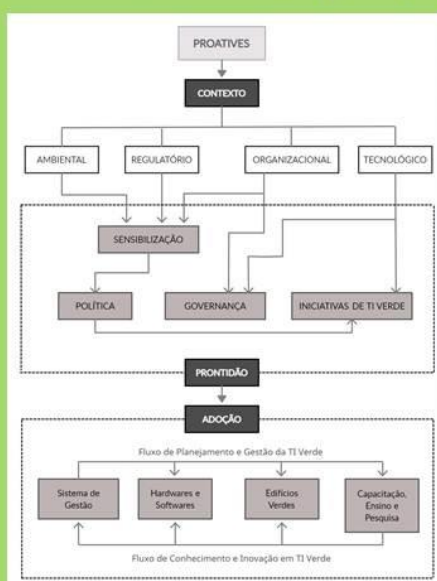 PROATIVES
CONTEXTO
AMBIENTAL
REGULATÓRIO
ORGANIZACIONAL
TECNOLÓGICO
SENSIBILIZAÇÃO
POLÍTICA
GOVERNANÇA
INICIATIVAS DE TI VERDE
PRONTIDÃO
ADOÇÃO
Fluxo de Planejamento e Gestão da TI Verde
Sistema de
Gestão
Hardwares e
Softwares
Edifícios
Verdes
Capacitação,
Ensino e
Pesquisa
Fluxo de Conhecimento e Inovação em TI Verde